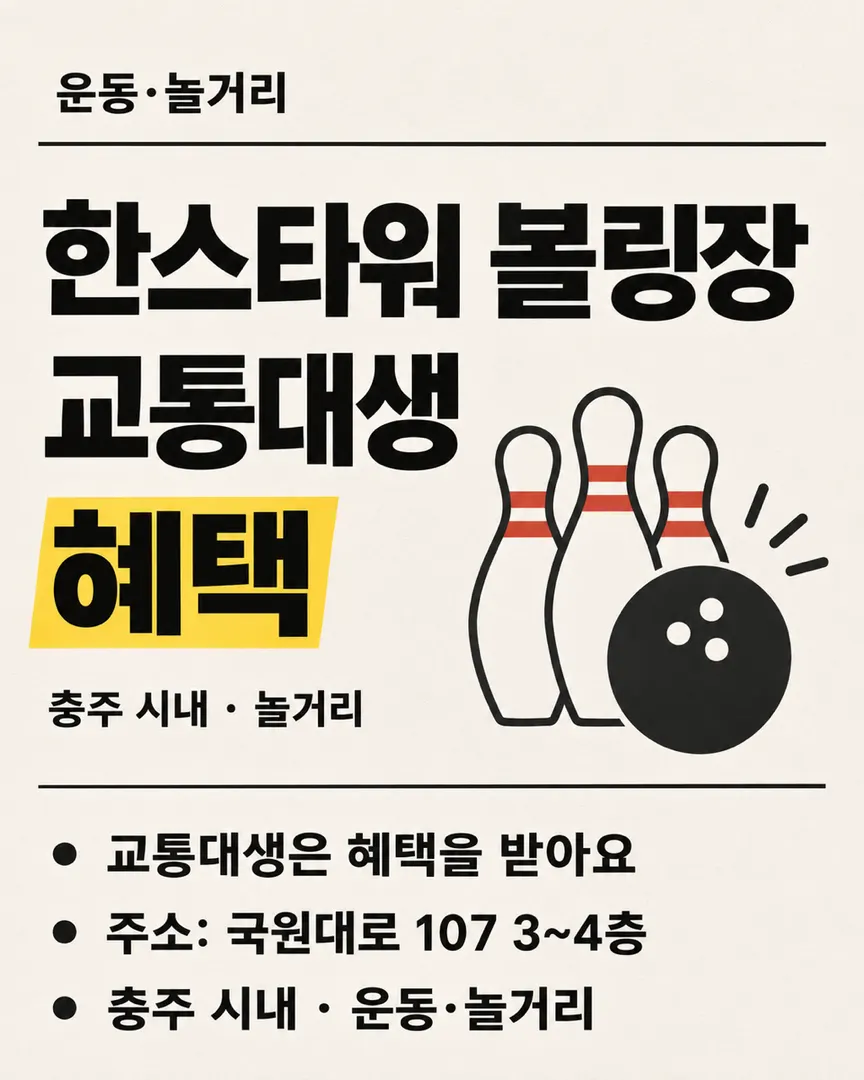 운동·놀거리
한스타워 볼링장
교통대생
혜택
충주 시내 · 놀거리
● 교통대생은 혜택을 받아요
● 주소: 국원대로 107 3~4층
● 충주 시내 · 운동·놀거리